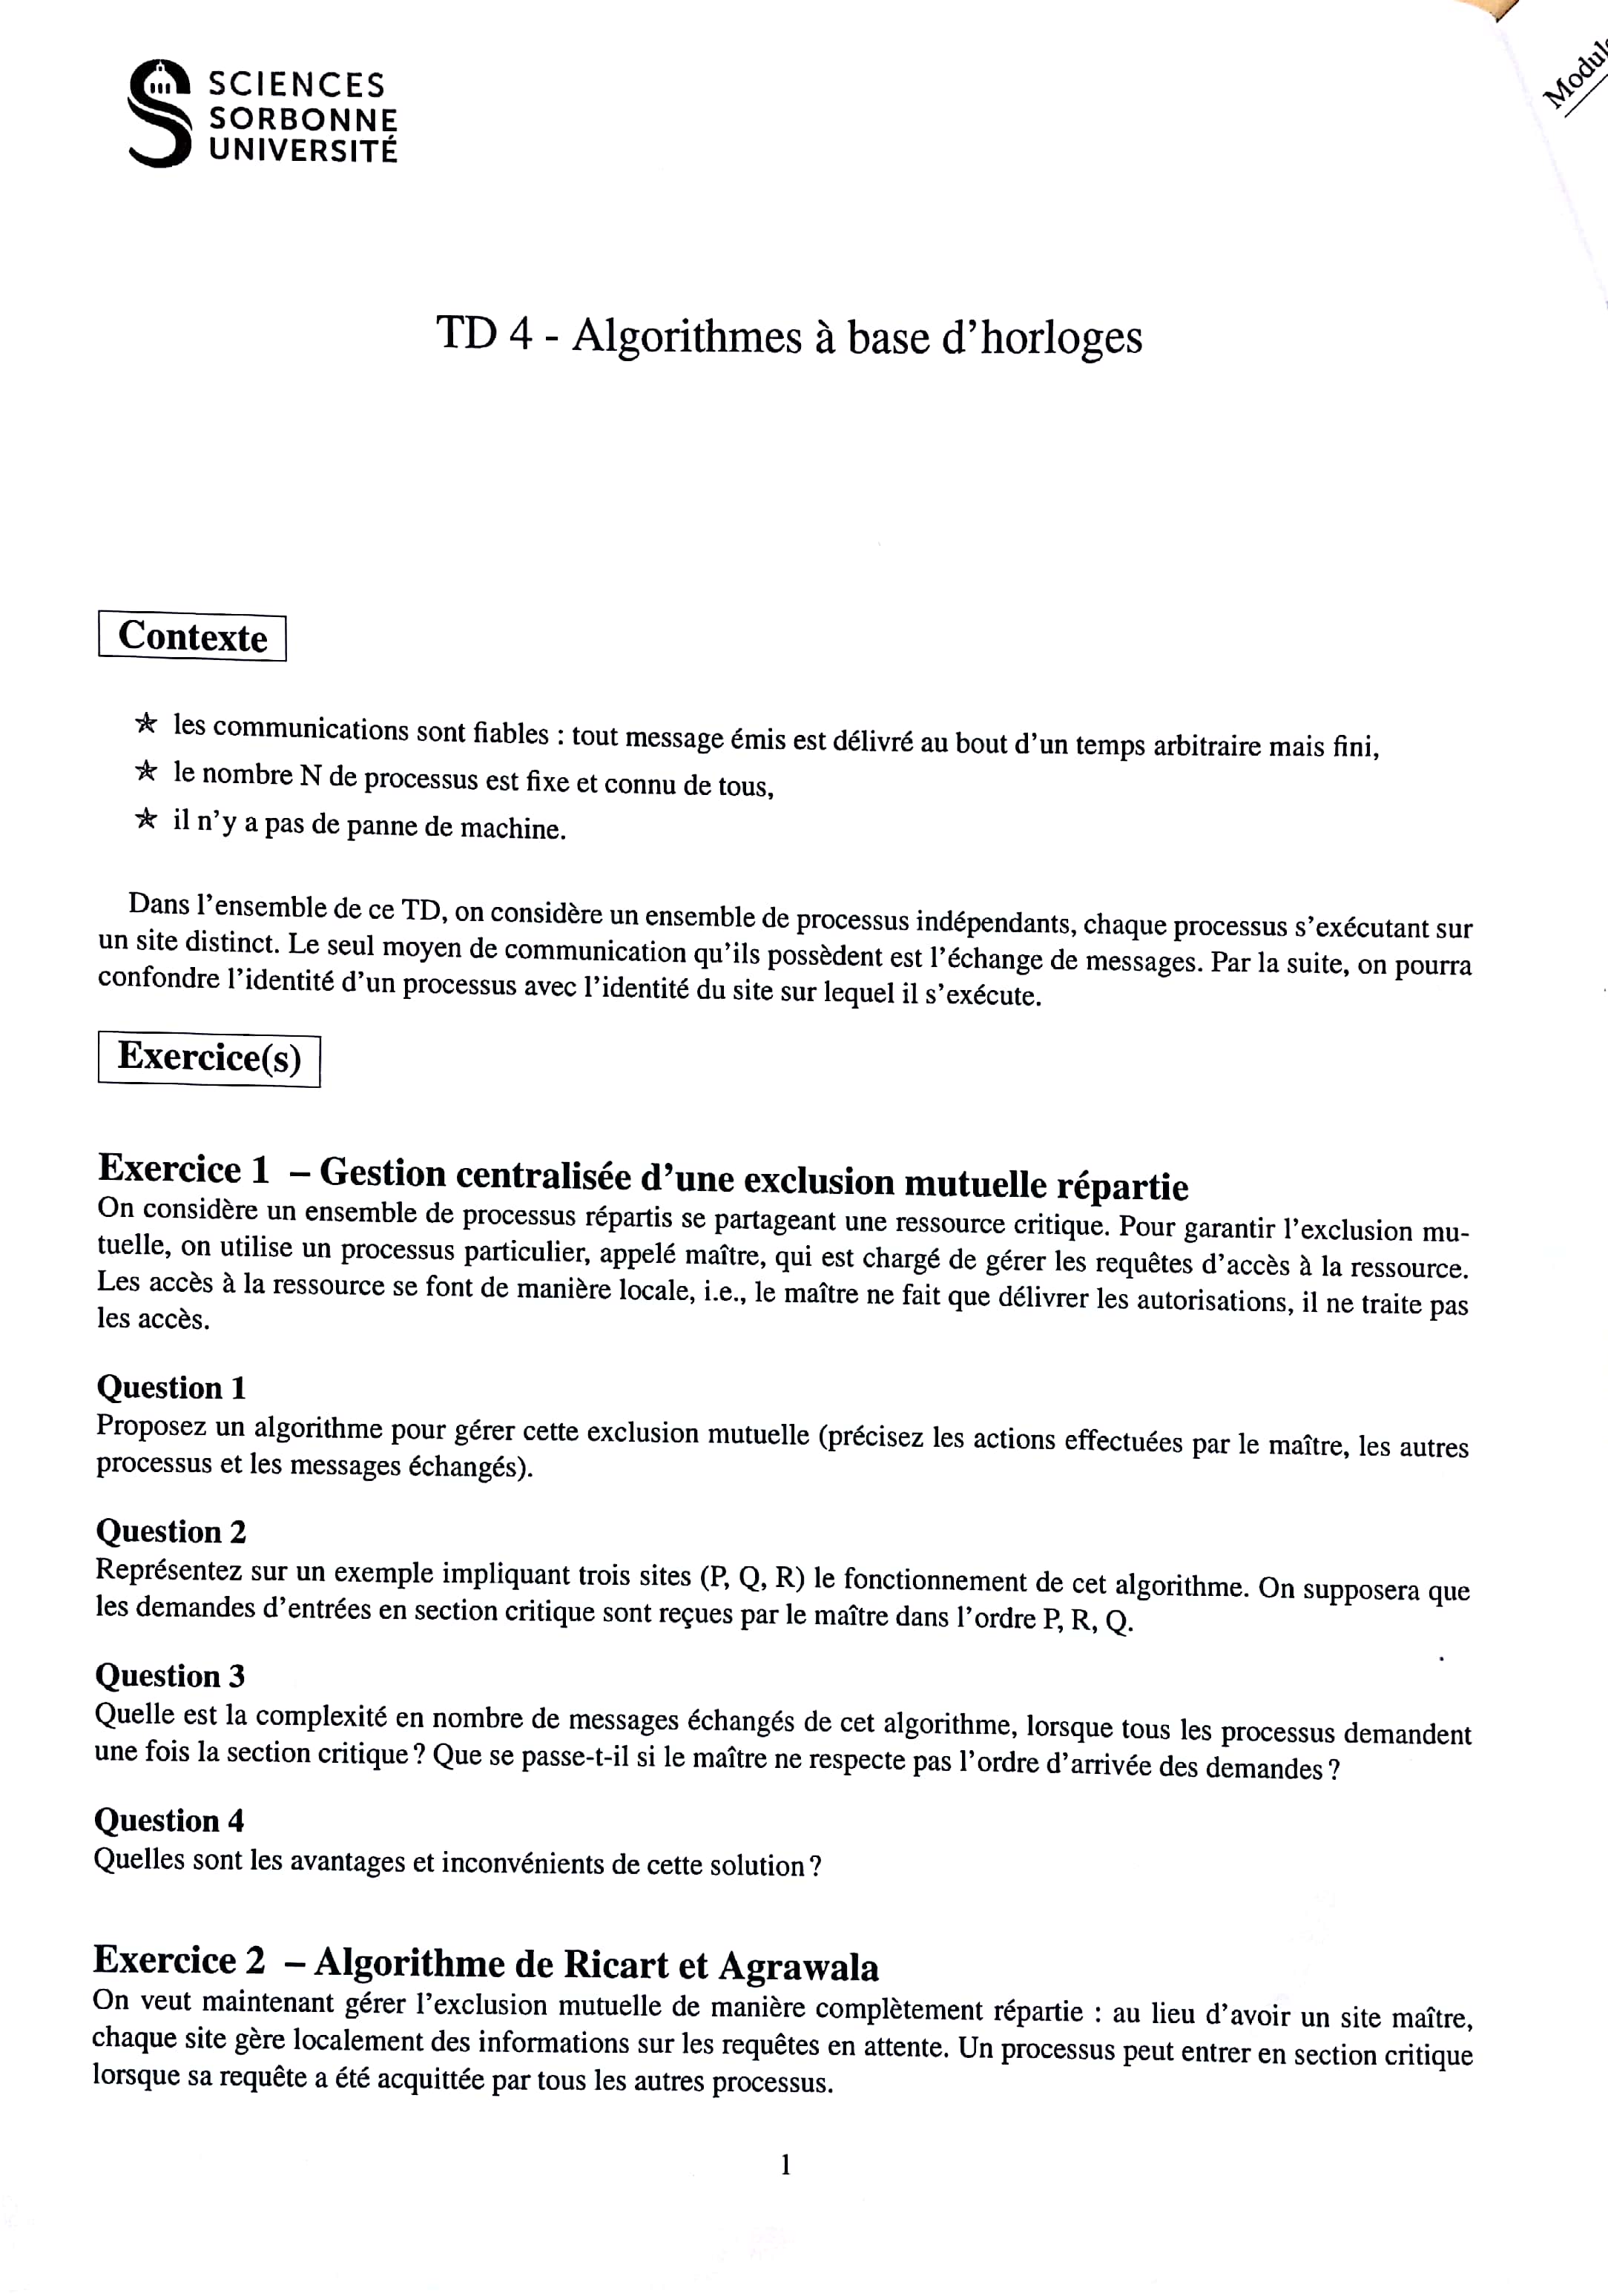 SCIENCES
SORBONNE
UNIVERSITÉ
TD 4 - Algorithmes à base d'horloges
Contexte
★ les communications sont fiables : tout message émis est délivré au bout d'un temps arbitraire mais fini,
★ le nombre N de processus est fixe et connu de tous,
★ il n'y a pas de panne de machine.
Dans l'ensemble de ce TD, on considère un ensemble de processus indépendants, chaque processus s'exécutant sur
un site distinct. Le seul moyen de communication qu'ils possèdent est l'échange de messages. Par la suite, on pourra
confondre l'identité d'un processus avec l'identité du site sur lequel il s'exécute.
Exercice(s)
Exercice 1 – Gestion centralisée d'une exclusion mutuelle répartie
On considère un ensemble de processus répartis se partageant une ressource critique. Pour garantir l'exclusion mu-
tuelle, on utilise un processus particulier, appelé maître, qui est chargé de gérer les requêtes d'accès à la ressource.
Les accès à la ressource se font de manière locale, i.e., le maître ne fait que délivrer les autorisations, il ne traite pas
les accès.
Question 1
Proposez un algorithme pour gérer cette exclusion mutuelle (précisez les actions effectuées par le maître, les autres
processus et les messages échangés).
Question 2
Représentez sur un exemple impliquant trois sites (P, Q, R) le fonctionnement de cet algorithme. On supposera que
les demandes d'entrées en section critique sont reçues par le maître dans l'ordre P, R, Q.
Question 3
Quelle est la complexité en nombre de messages échangés de cet algorithme, lorsque tous les processus demandent
une fois la section critique ? Que se passe-t-il si le maître ne respecte pas l'ordre d'arrivée des demandes ?
Question 4
Quelles sont les avantages et inconvénients de cette solution ?
Exercice 2 – Algorithme de Ricart et Agrawala
On veut maintenant gérer l'exclusion mutuelle de manière complètement répartie : au lieu d'avoir un site maître,
chaque site gère localement des informations sur les requêtes en attente. Un processus peut entrer en section critique
lorsque sa requête a été acquittée par tous les autres processus.
1